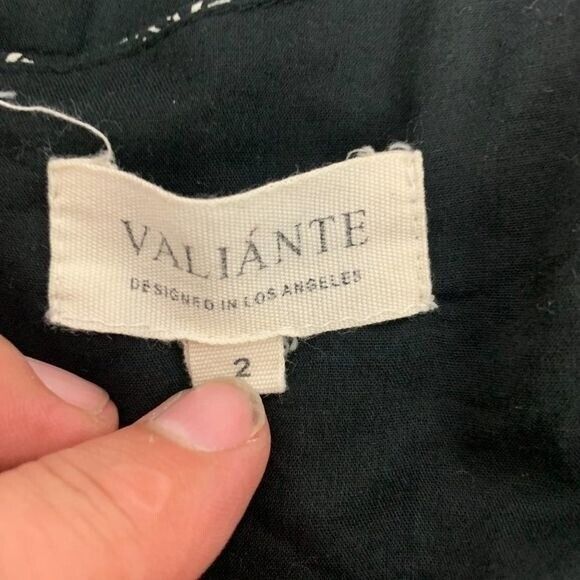 VALIÁNTE
DESIGNED IN LOS ANGELES
2